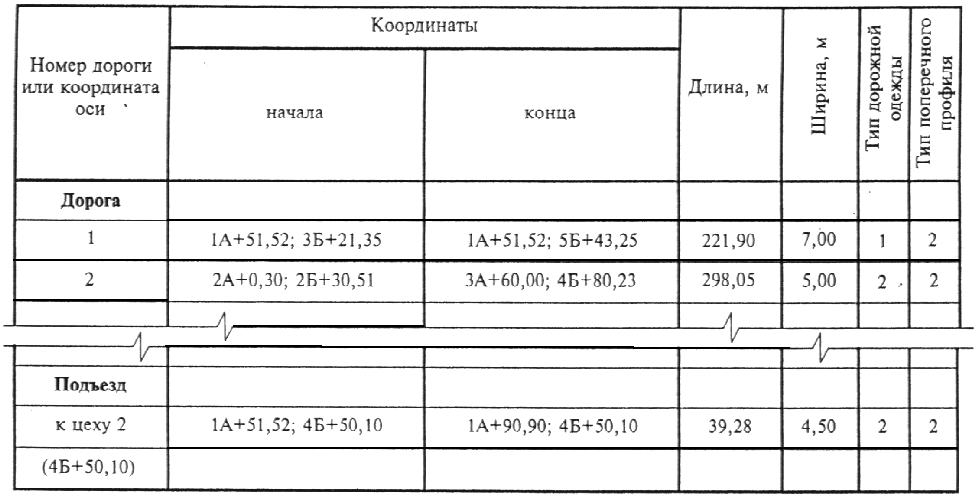 Номер дороги
или координата
оси
Координаты
начала
конца
Длина, м
Ширина, м
Тип дорожной
одежды
Тип поперечного
профиля
Дорога
1 1А+51,52; 3Б+21,35 1А+51,52; 5Б+43,25 221,90 7,00 1 2
2 2А+0,30; 2Б+30,51 3А+60,00; 4Б+80,23 298,05 5,00 2 2
Подъезд
к цеху 2 1А+51,52; 4Б+50,10 1А+90,90; 4Б+50,10 39,28 4,50 2 2
(4Б+50,10)